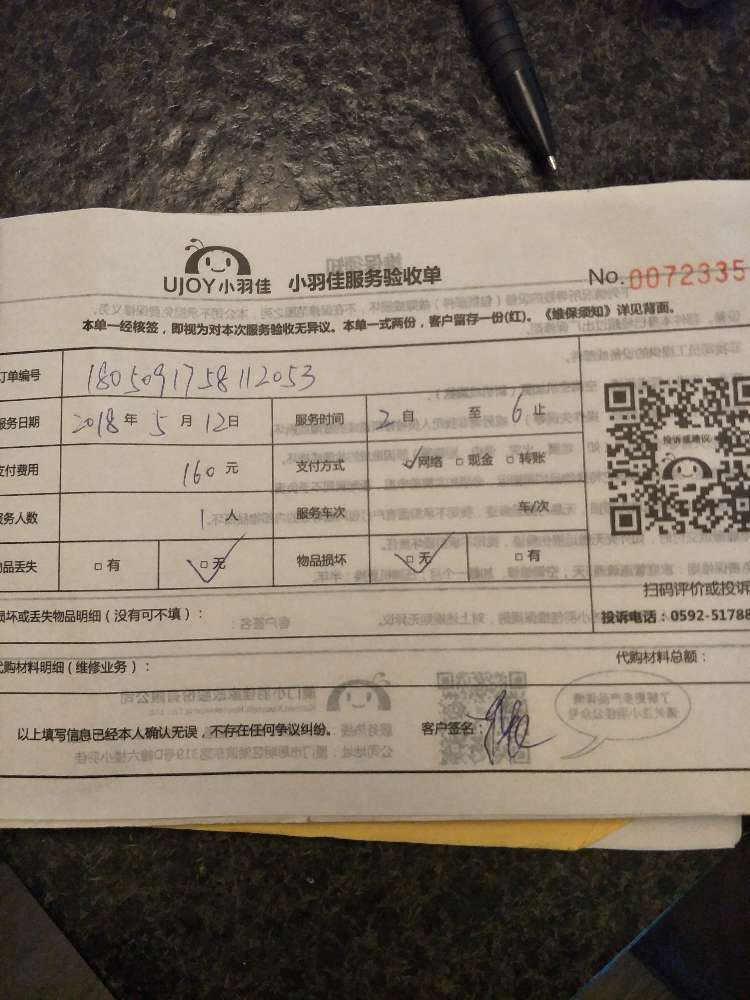 UJOY小羽佳 小羽佳服务验收单 No.0072335
本单一经核签，即视为对本次服务验收无异议。本单一式两份，客户留存一份(红)。《维保须知》详见背面。
订单编号 1805091758112053
服务日期 2018年5月12日 服务时间 2自 至 6止
支付费用 160元 支付方式 ☑网络 □现金 □转账
服务人数 1人 服务车次 车/次
物品丢失 □有 ☑无 物品损坏 ☑无 □有
投诉或建议
扫码评价或投诉
损坏或丢失物品明细（没有可不填）： 投诉电话：0592-51788
代购材料明细（维修业务）： 代购材料总额：
以上填写信息已经本人确认无误，不存在任何争议纠纷。 客户签名：